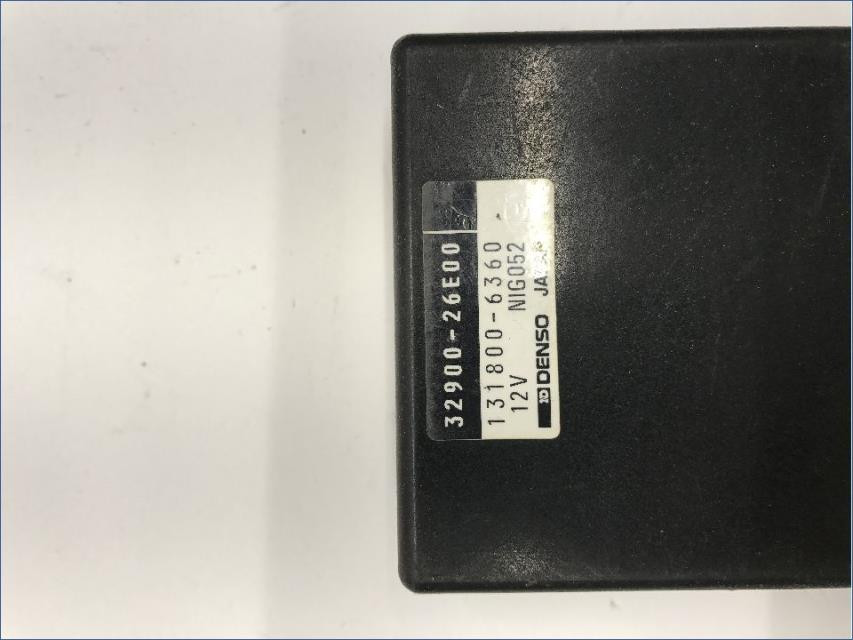 32900-26E00
131800-6360
12V NIG052
DENSO JAPAN